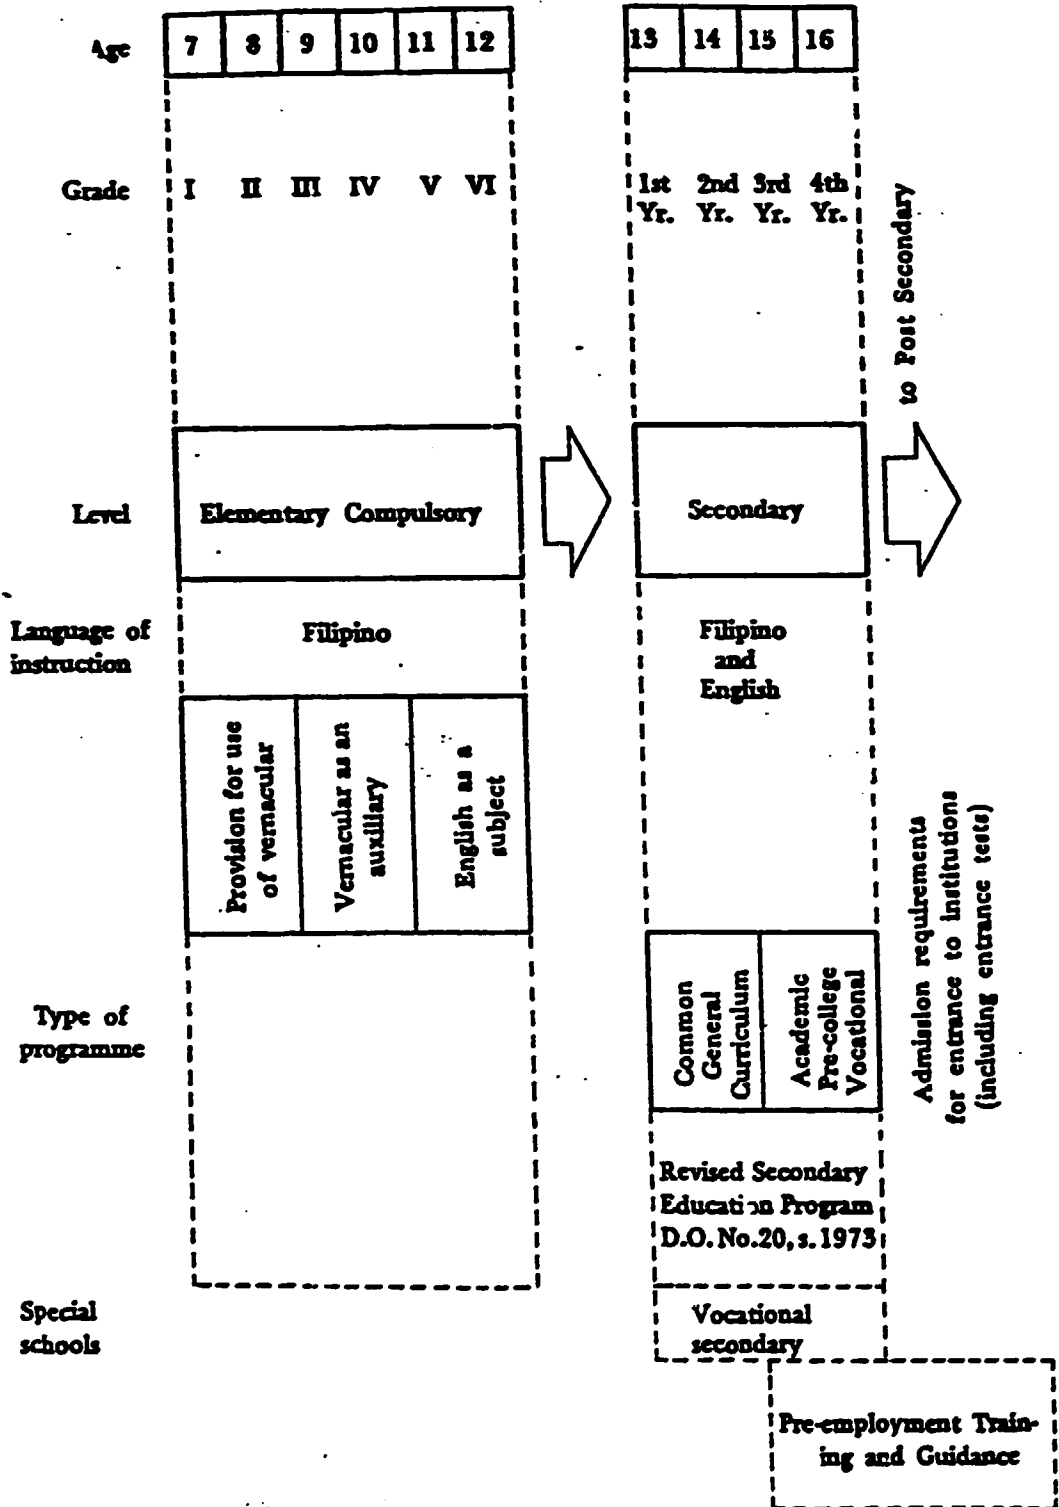 Age 7 8 9 10 11 12 13 14 15 16
Grade I II III IV V VI 1st 2nd 3rd 4th
Yr. Yr. Yr. Yr.
to Post Secondary
Level Elementary Compulsory Secondary
Language of
instruction
Filipino
Filipino
and
English
Provision for use
of vernacular
Vernacular as an
auxiliary
English as a
subject
Admission requirements
for entrance to institutions
(including entrance tests)
Type of
programme
Common
General
Curriculum
Academic
Pre-college
Vocational
Revised Secondary
Education Program
D.O. No.20, s. 1973
Special
schools
Vocational
secondary
Pre-employment Train-
ing and Guidance